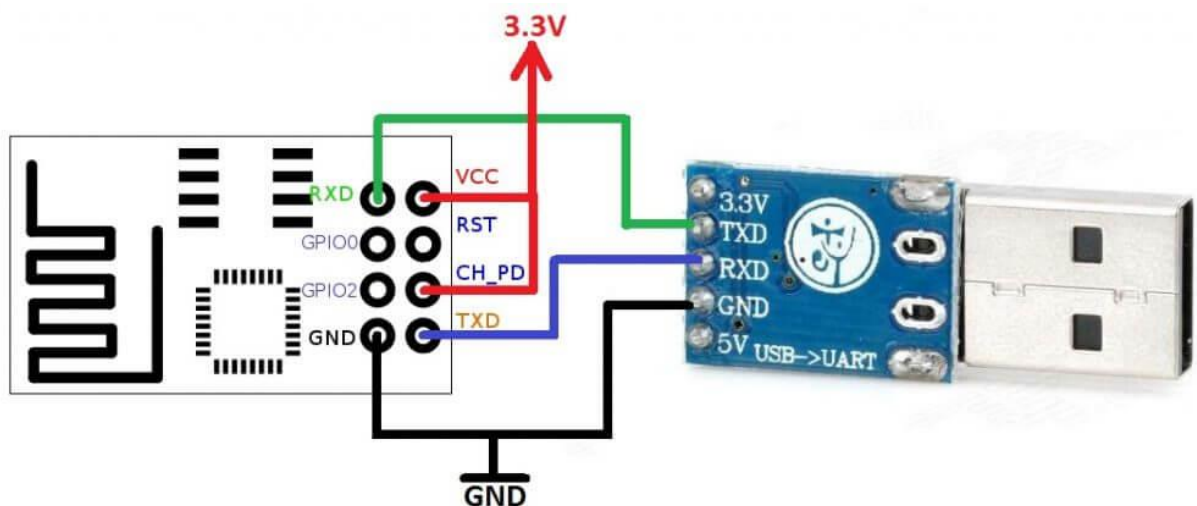 3.3V
RXD
VCC
GPIO0
RST
GPIO2
CH_PD
GND
TXD
GND
3.3V
TXD
RXD
GND
5V
USB->UART